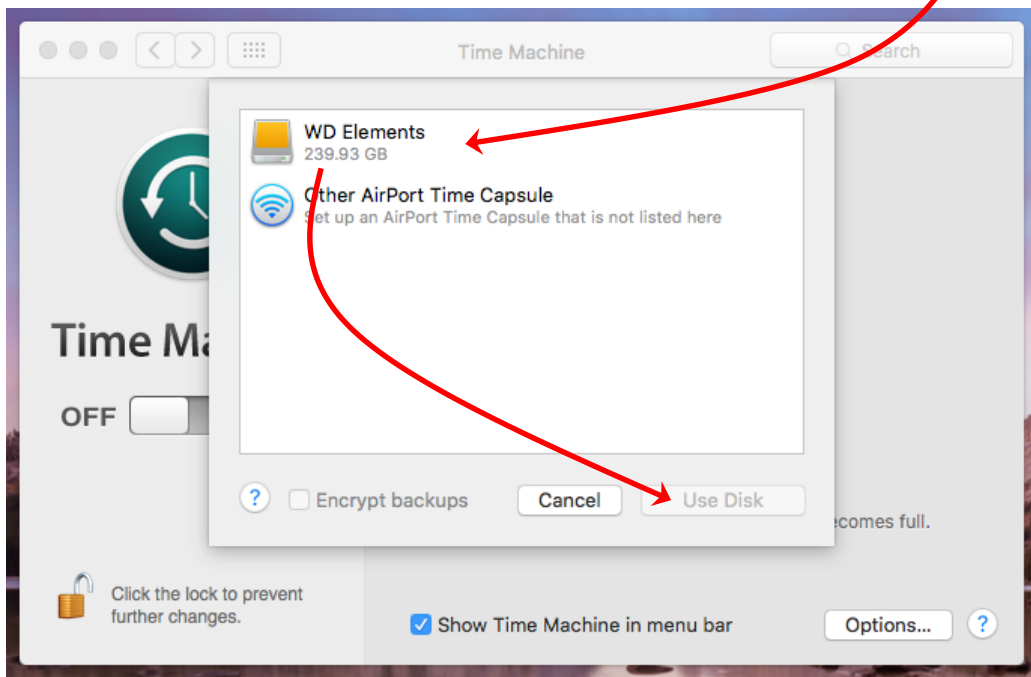 Time Machine
Search
WD Elements
239.93 GB
Other AirPort Time Capsule
Set up an AirPort Time Capsule that is not listed here
Time Ma
OFF
? Encrypt backups Cancel Use Disk
ecomes full.
Click the lock to prevent
further changes.
Show Time Machine in menu bar Options... ?